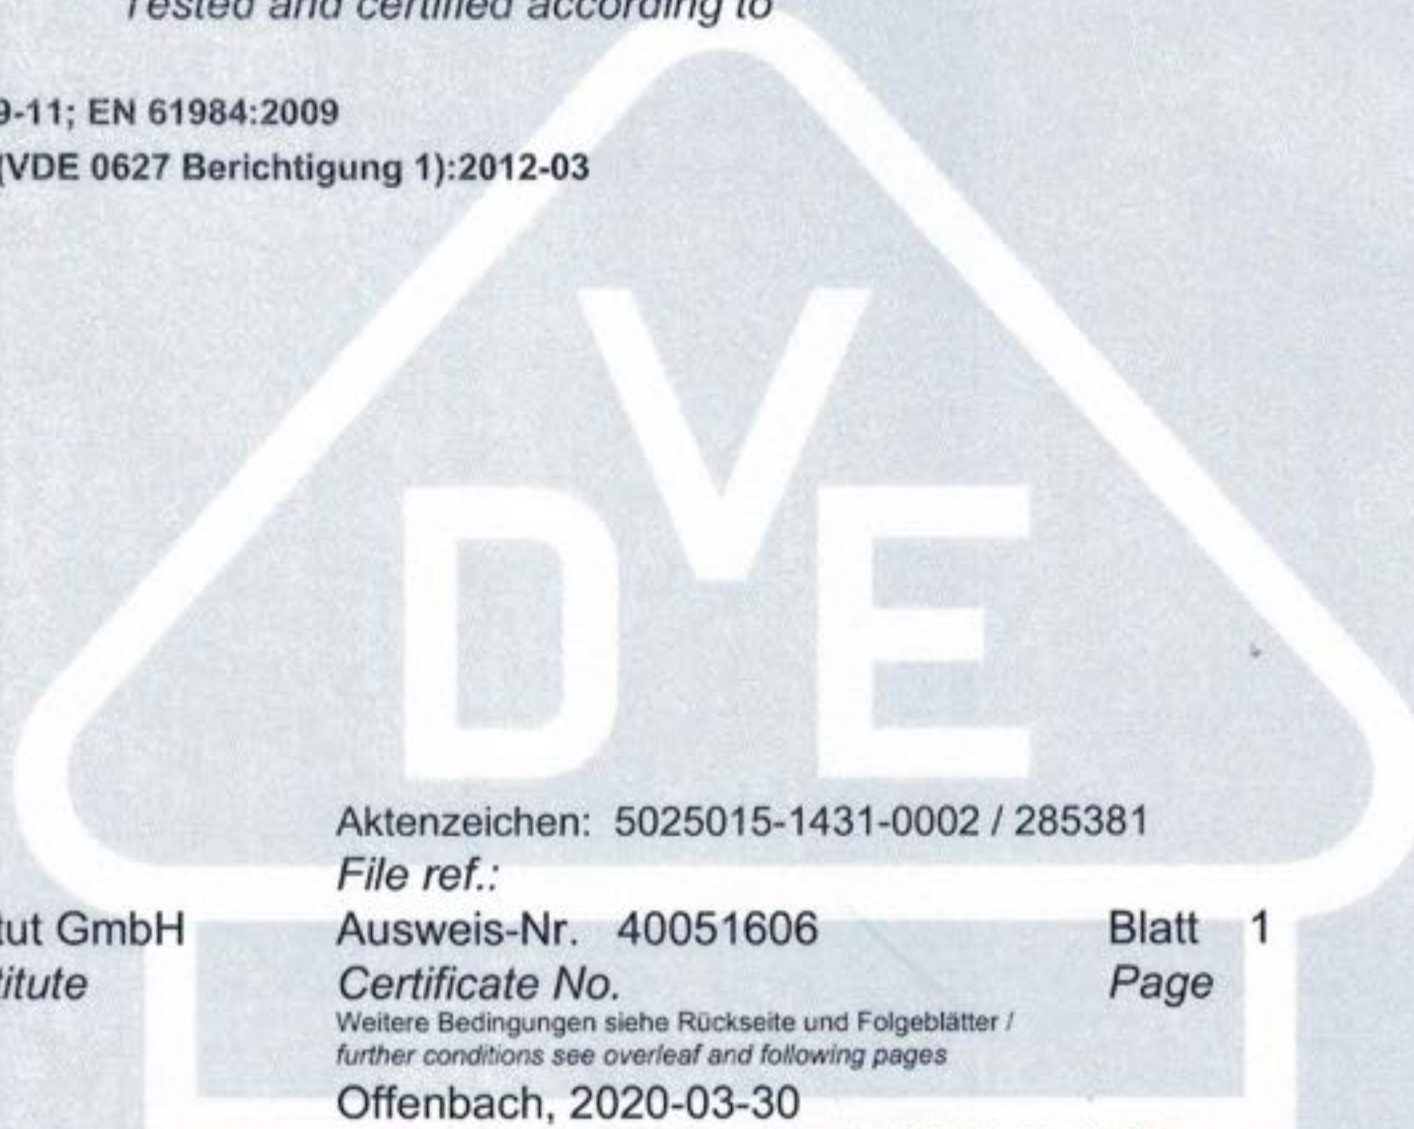 Tested and certified according to
9-11; EN 61984:2009
(VDE 0627 Berichtigung 1):2012-03
V
D E
Aktenzeichen: 5025015-1431-0002 / 285381
File ref.:
tut GmbH Ausweis-Nr. 40051606 Blatt 1
titute Certificate No. Page
Weitere Bedingungen siehe Rückseite und Folgeblätter /
further conditions see overleaf and following pages
Offenbach, 2020-03-30